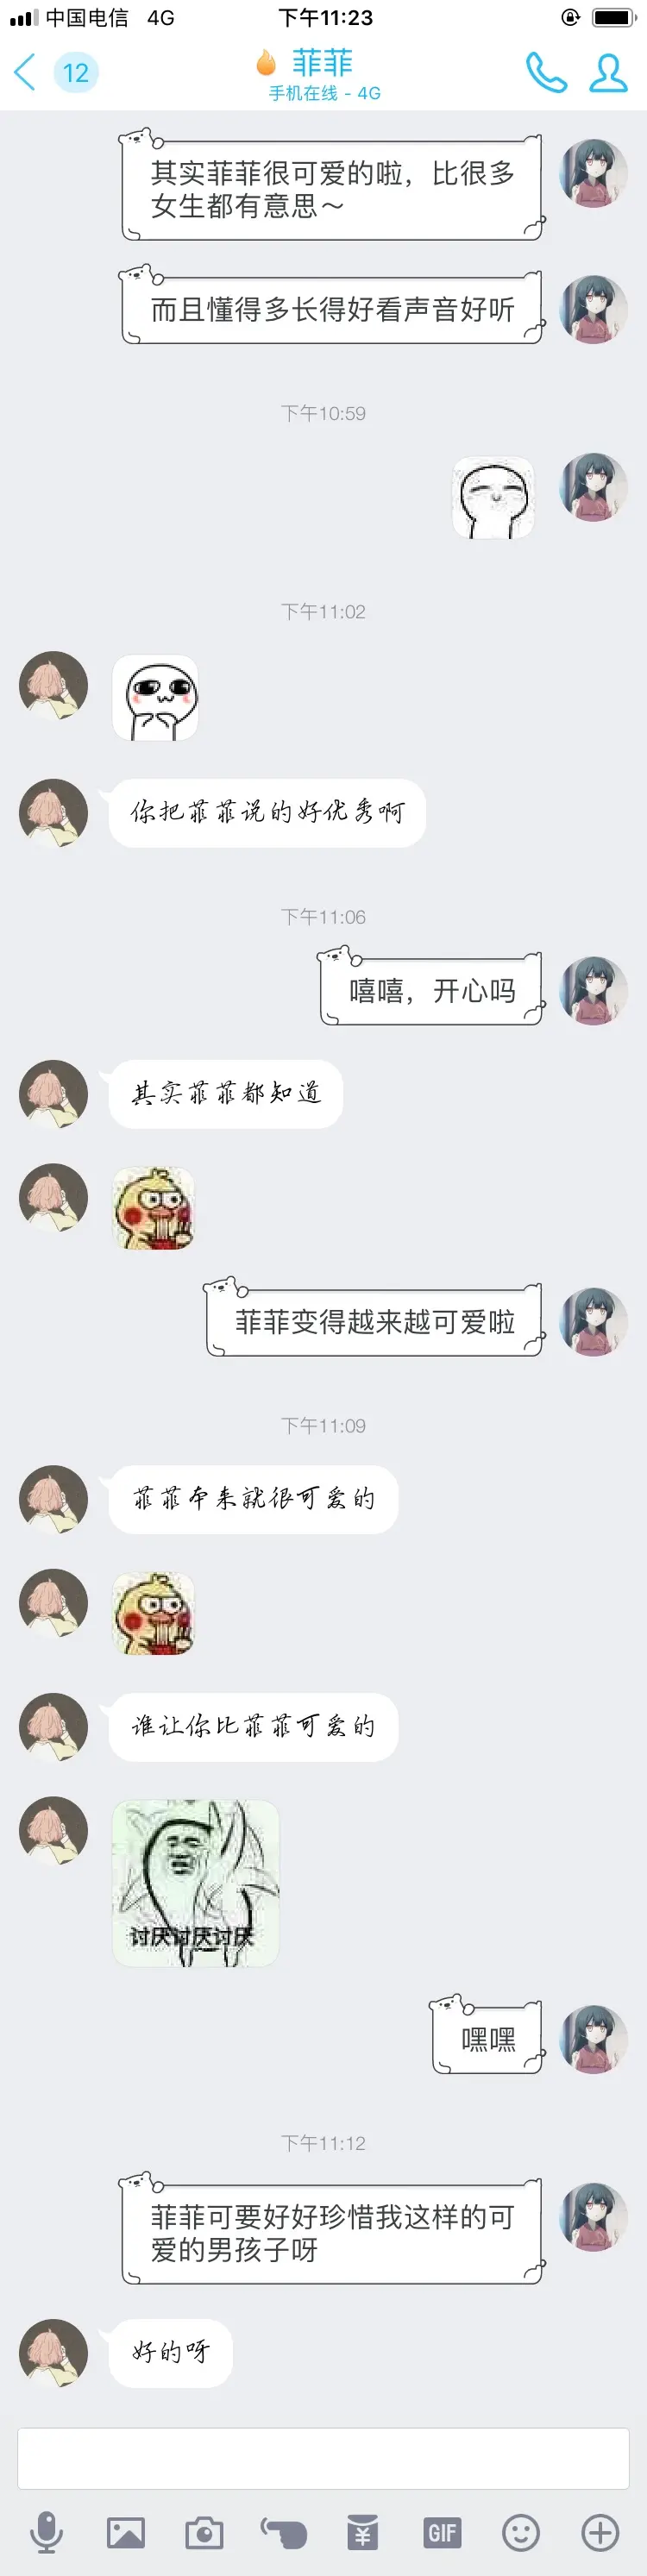 中国电信 4G 下午11:23
12
菲菲
手机在线 - 4G
其实菲菲很可爱的啦，比很多
女生都有意思～
而且懂得多长得好看声音好听
下午10:59
下午11:02
你把菲菲说的好优秀啊
下午11:06
嘻嘻，开心吗
其实菲菲都知道
菲菲变得越来越可爱啦
下午11:09
菲菲本来就很可爱的
谁让你比菲菲可爱的
讨厌讨厌讨厌
嘿嘿
下午11:12
菲菲可要好好珍惜我这样的可
爱的男孩子呀
好的呀
¥
GIF